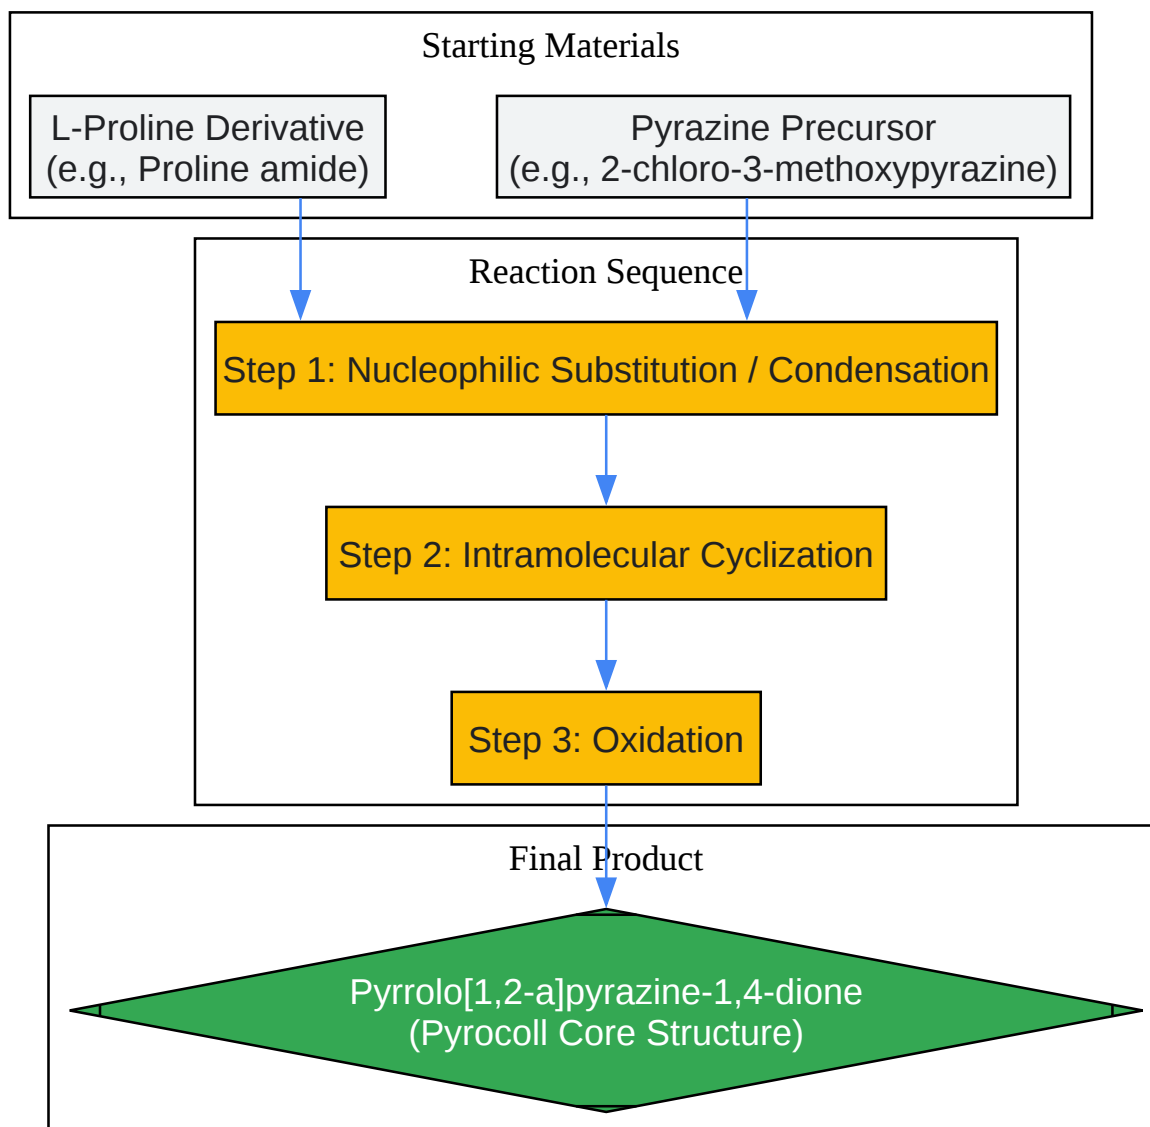 Starting Materials
L-Proline Derivative
(e.g., Proline amide)
Pyrazine Precursor
(e.g., 2-chloro-3-methoxypyrazine)
Reaction Sequence
Step 1: Nucleophilic Substitution / Condensation
Step 2: Intramolecular Cyclization
Step 3: Oxidation
Final Product
Pyrrolo[1,2-a]pyrazine-1,4-dione
(Pyrocoll Core Structure)